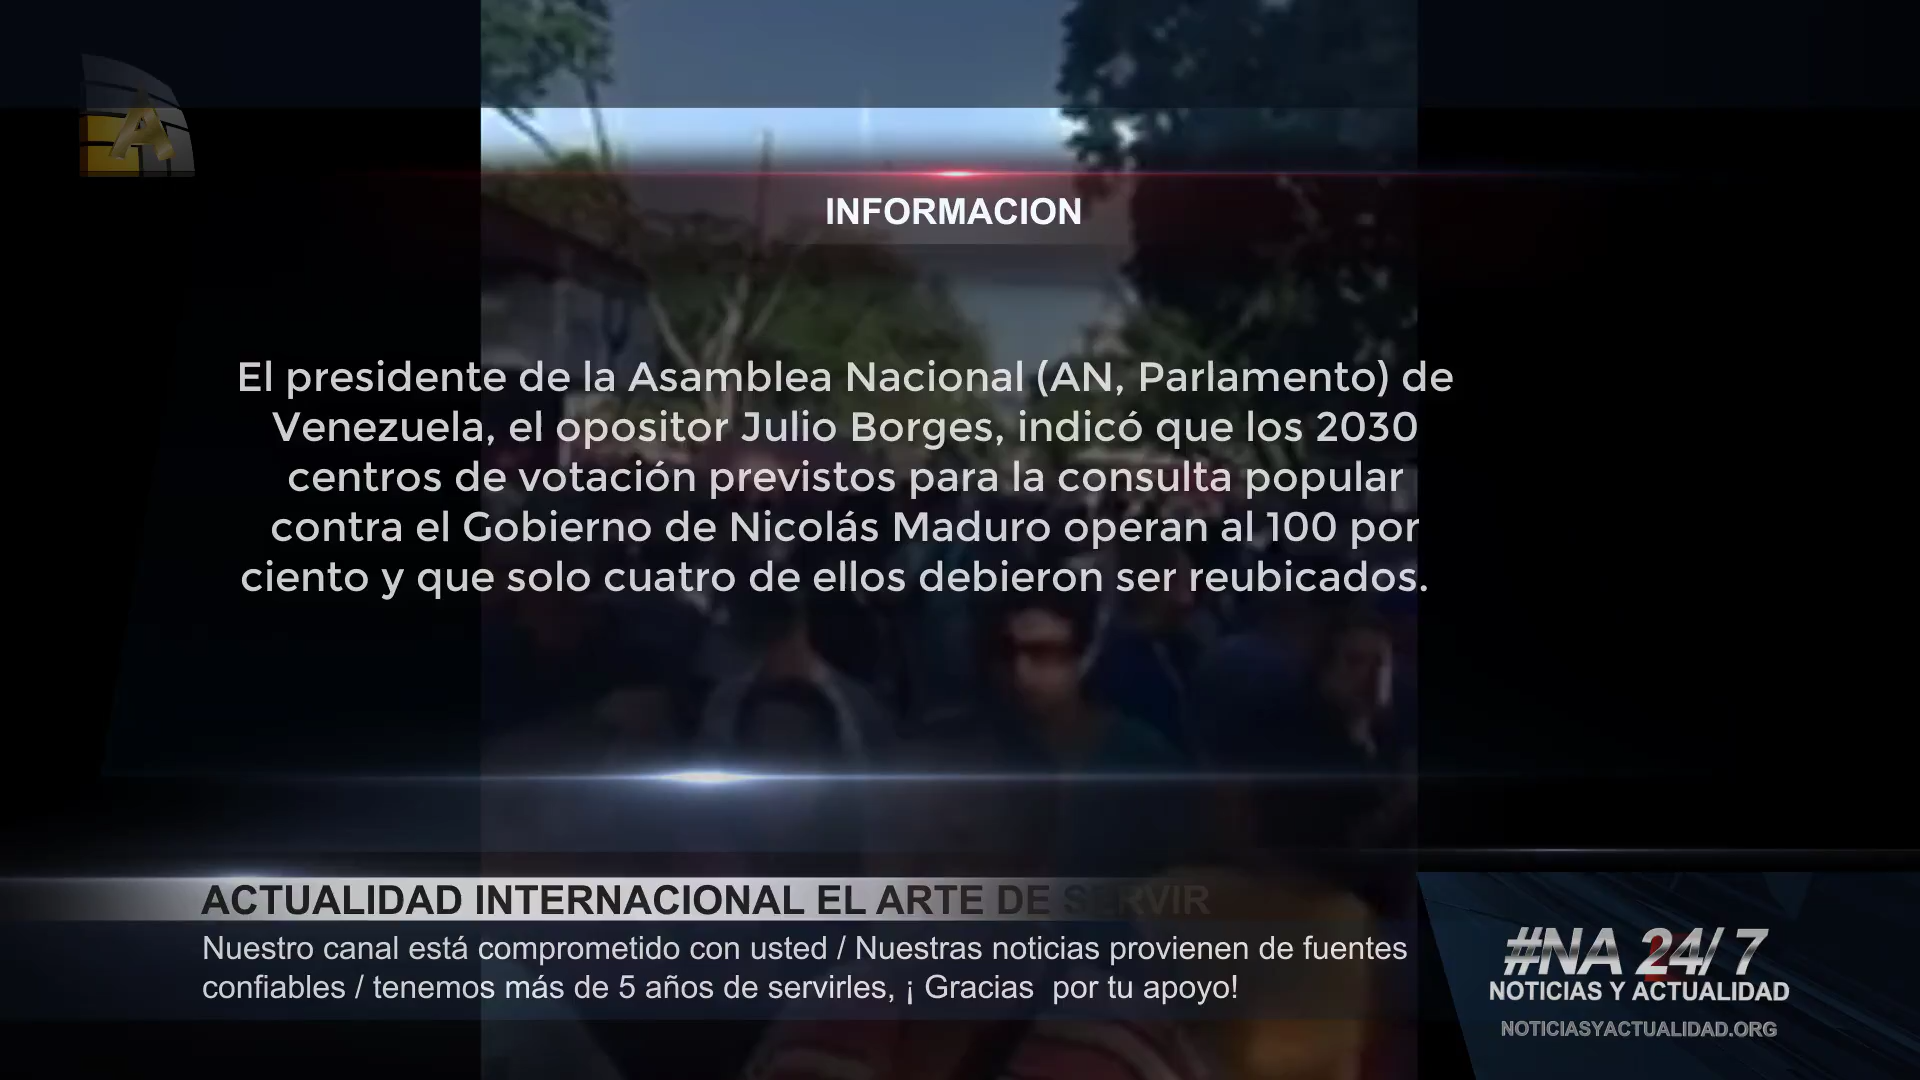 INFORMACION
El presidente de la Asamblea Nacional (AN, Parlamento) de
Venezuela, el opositor Julio Borges, indicó que los 2030
centros de votación previstos para la consulta popular
contra el Gobierno de Nicolás Maduro operan al 100 por
ciento y que solo cuatro de ellos debieron ser reubicados.
ACTUALIDAD INTERNACIONAL EL ARTE DE SERVIR
Nuestro canal está comprometido con usted / Nuestras noticias provienen de fuentes
confiables / tenemos más de 5 años de servirles, ¡ Gracias  por tu apoyo!
#NA 24/7
NOTICIAS Y ACTUALIDAD
NOTICIASYACTUALIDAD.ORG
A